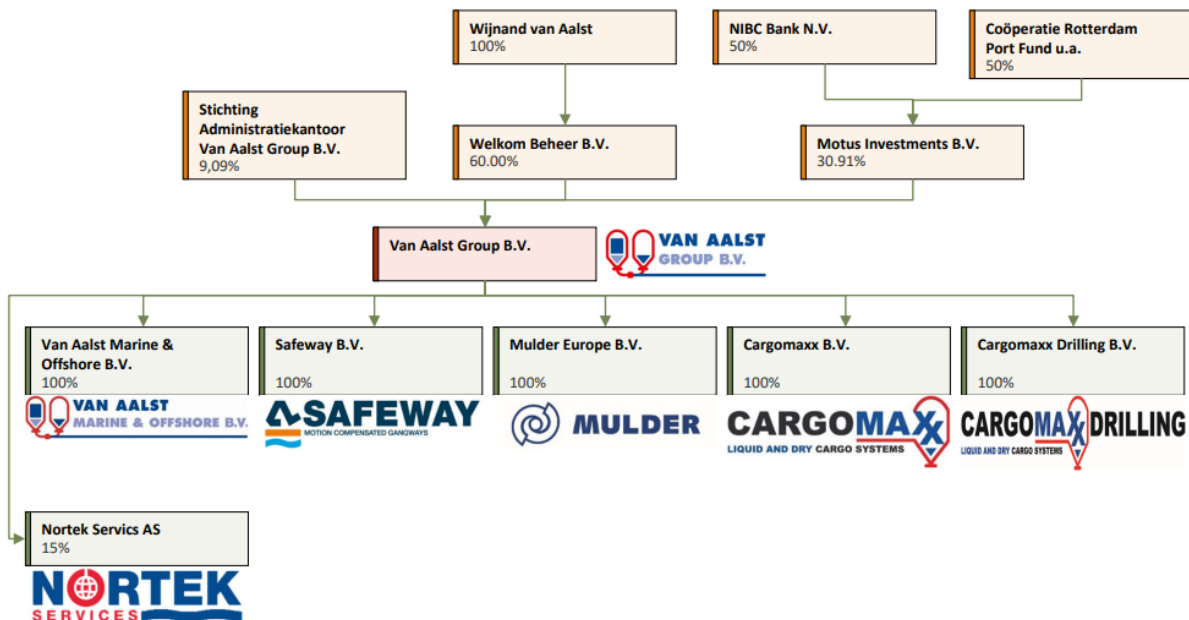 Wijnand van Aalst
100%
NIBC Bank N.V.
50%
Coöperatie Rotterdam
Port Fund u.a.
50%
Stichting
Administratiekantoor
Van Aalst Group B.V.
9,09%
Welkom Beheer B.V.
60.00%
Motus Investments B.V.
30.91%
Van Aalst Group B.V.
VAN AALST
GROUP B.V.
Van Aalst Marine &
Offshore B.V.
100%
Safeway B.V.
100%
Mulder Europe B.V.
100%
Cargomaxx B.V.
100%
Cargomaxx Drilling B.V.
100%
VAN AALST
MARINE & OFFSHORE B.V.
SAFEWAY
MOTION COMPENSATED GANGWAYS
MULDER
CARGOMAXX
LIQUID AND DRY CARGO SYSTEMS
CARGOMAXX DRILLING
LIQUID AND DRY CARGO SYSTEMS
Nortek Servics AS
15%
NORTEK
SERVICES